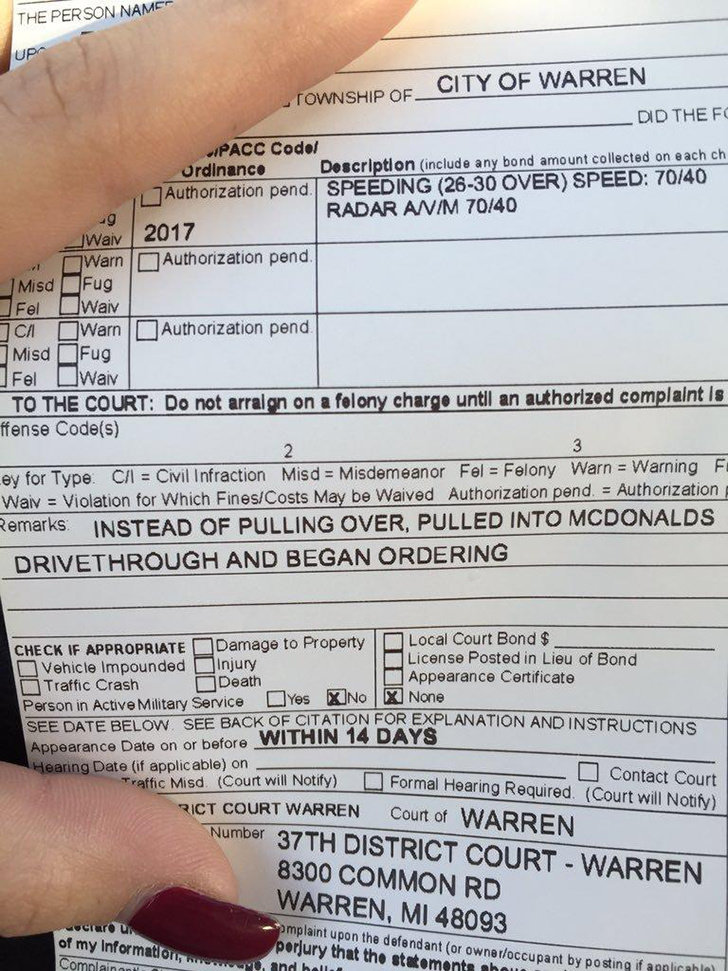 THE PERSON NAMED
TOWNSHIP OF CITY OF WARREN
DID THE
PACC Code/
Ordinance
Description (include any bond amount collected on each ch
Authorization pend.
SPEEDING (26-30 OVER) SPEED: 70/40
RADAR A/V/M 70/40
Waiv 2017
Warn Authorization pend.
Misd Fug
Fel Waiv
C/I Warn Authorization pend.
Misd Fug
Fel Waiv
TO THE COURT: Do not arraign on a felony charge until an authorized complaint is
ffense Code(s)
2 3
ey for Type: C/I = Civil Infraction Misd = Misdemeanor Fel = Felony Warn = Warning F
Waiv = Violation for Which Fines/Costs May be Waived Authorization pend. = Authorization
Remarks: INSTEAD OF PULLING OVER, PULLED INTO MCDONALDS
DRIVETHROUGH AND BEGAN ORDERING
CHECK IF APPROPRIATE Damage to Property Local Court Bond $
Vehicle Impounded Injury License Posted in Lieu of Bond
Traffic Crash Death Appearance Certificate
Person in Active Military Service Yes X No X None
SEE DATE BELOW. SEE BACK OF CITATION FOR EXPLANATION AND INSTRUCTIONS
Appearance Date on or before WITHIN 14 DAYS
Hearing Date (if applicable) on Contact Court
Traffic Misd. (Court will Notify) Formal Hearing Required. (Court will Notify)
RICT COURT WARREN Court of WARREN
Number 37TH DISTRICT COURT - WARREN
8300 COMMON RD
WARREN, MI 48093
declare omplaint upon the defendant (or owner/occupant by posting if applicable)
of my information, perjury that the statements